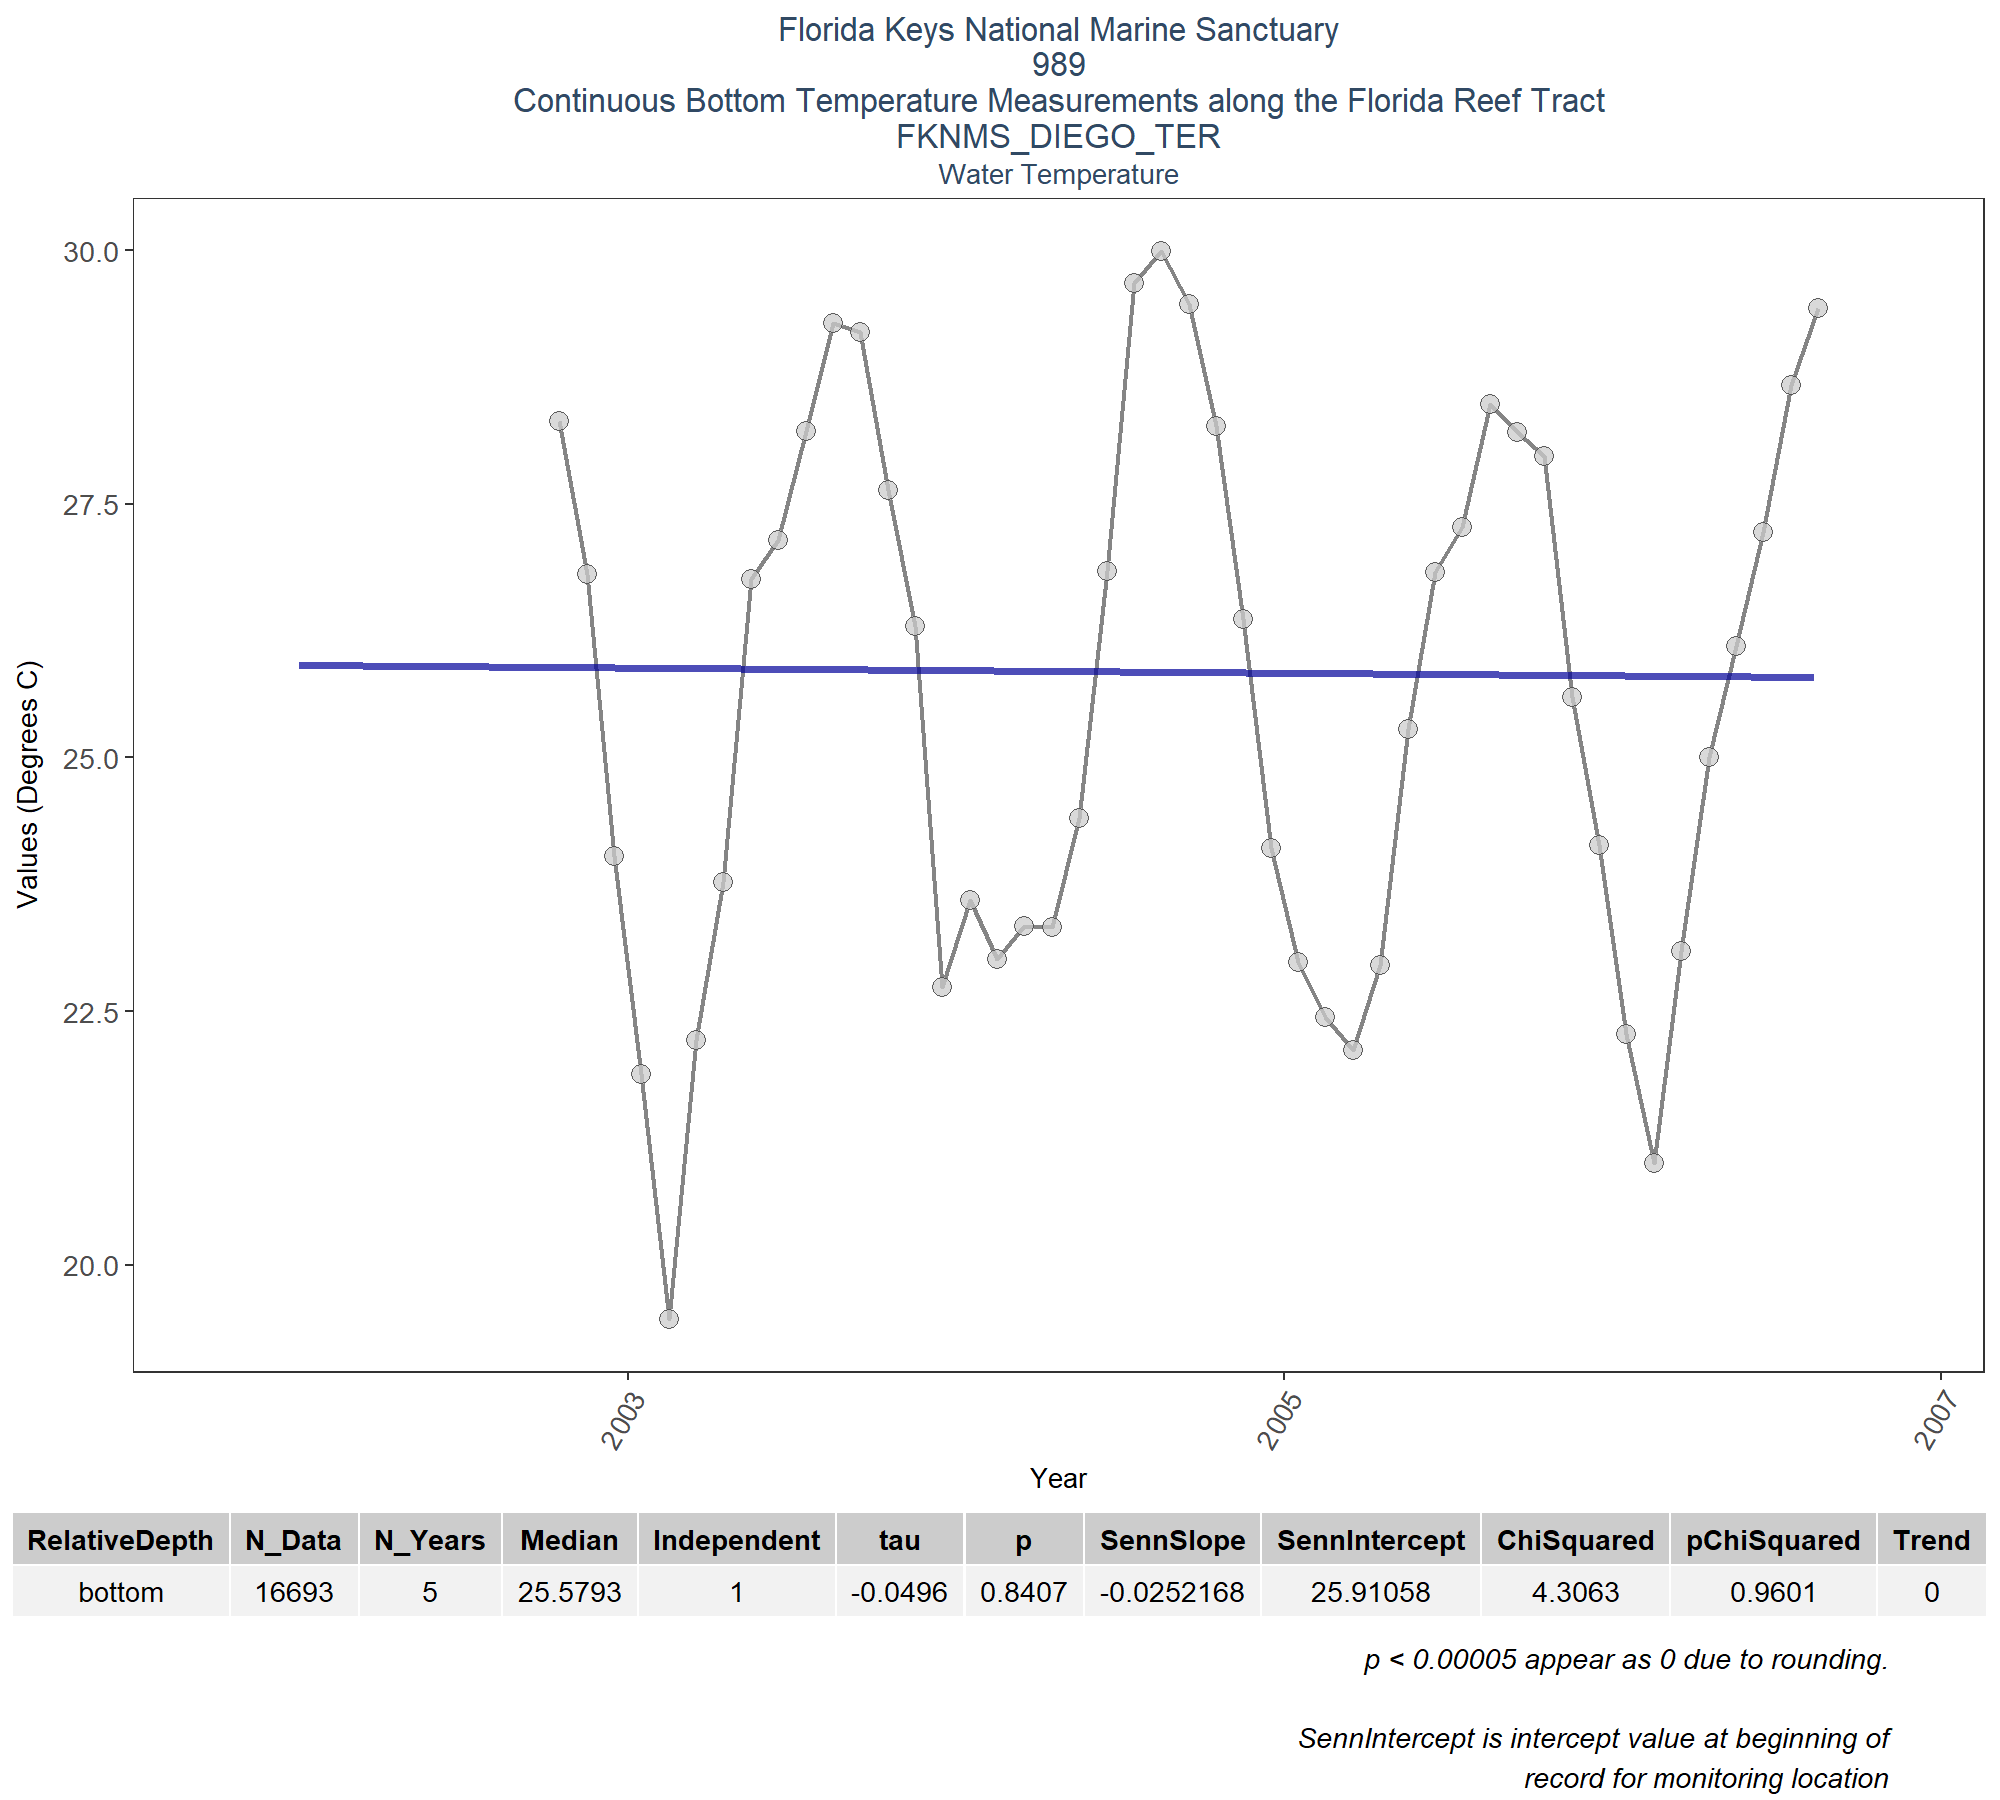 Florida Keys National Marine Sanctuary
989
Continuous Bottom Temperature Measurements along the Florida Reef Tract
FKNMS_DIEGO_TER
Water Temperature
30.0
27.5
25.0
22.5
20.0
Values (Degrees C)
2003
2005
2007
Year
RelativeDepth N_Data N_Years Median Independent tau p SennSlope SennIntercept ChiSquared pChiSquared Trend
bottom 16693 5 25.5793 1 -0.0496 0.8407 -0.0252168 25.91058 4.3063 0.9601 0
p < 0.00005 appear as 0 due to rounding.
SennIntercept is intercept value at beginning of
record for monitoring location